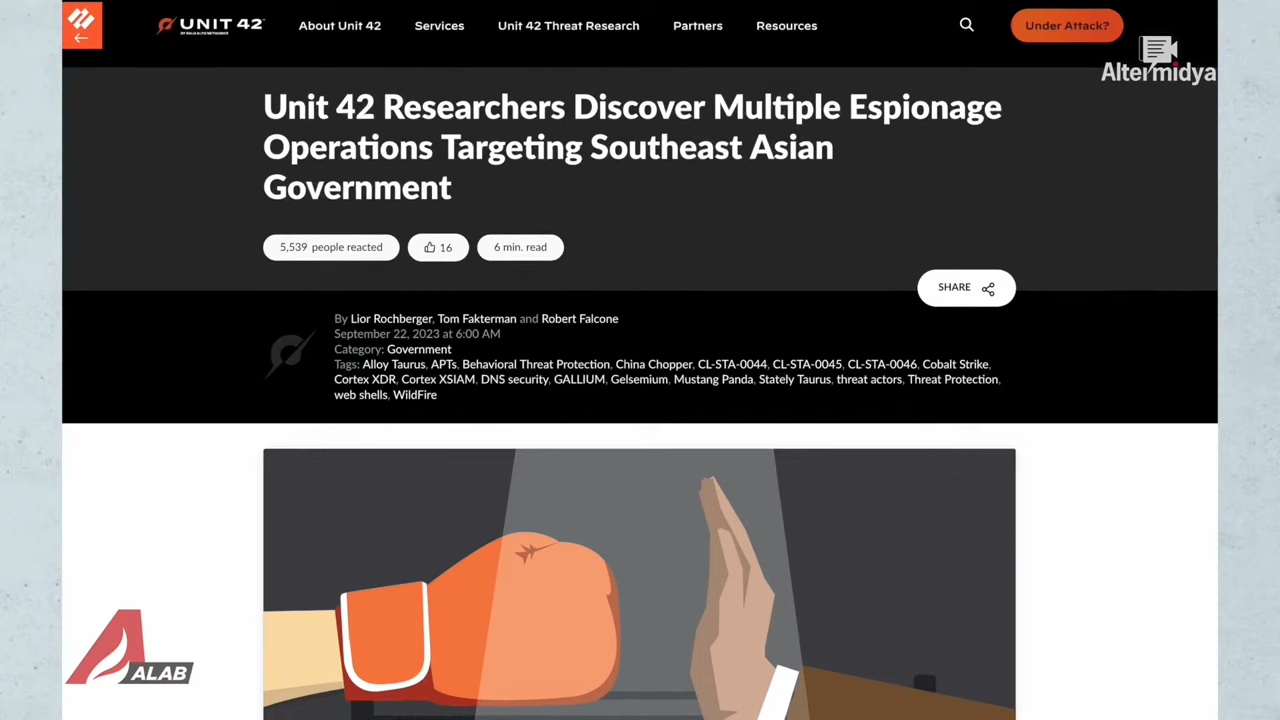 UNIT 42
BY PALO ALTO NETWORKS
About Unit 42
Services
Unit 42 Threat Research
Partners
Resources
Under Attack?
Altermidya
Unit 42 Researchers Discover Multiple Espionage
Operations Targeting Southeast Asian
Government
5,539 people reacted
16
6 min. read
SHARE
By Lior Rochberger, Tom Fakterman and Robert Falcone
September 22, 2023 at 6:00 AM
Category: Government
Tags: Alloy Taurus, APTs, Behavioral Threat Protection, China Chopper, CL-STA-0044, CL-STA-0045, CL-STA-0046, Cobalt Strike,
Cortex XDR, Cortex XSIAM, DNS security, GALLIUM, Gelsemium, Mustang Panda, Stately Taurus, threat actors, Threat Protection,
web shells, WildFire
ALAB